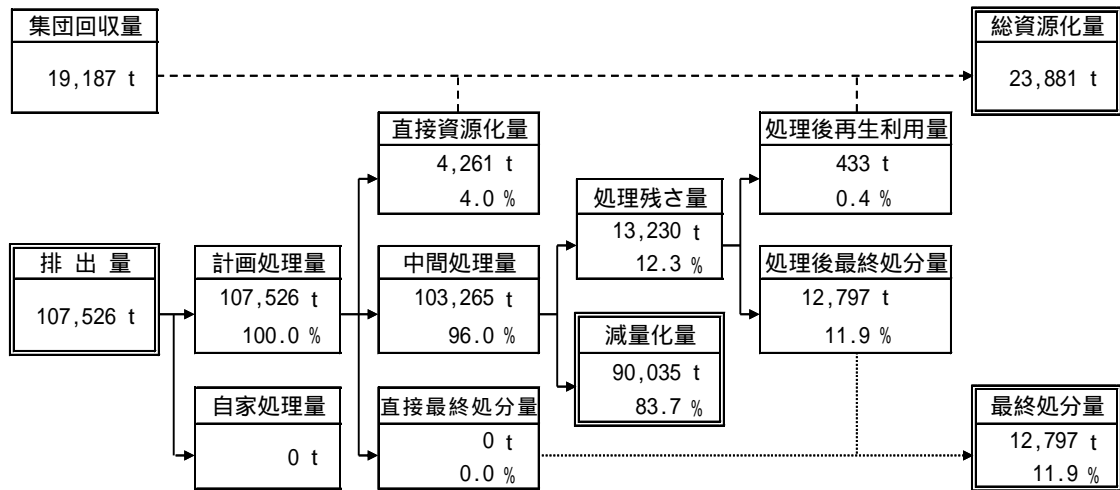 集団回収量
19,187 t
総資源化量
23,881 t
直接資源化量
4,261 t
4.0 %
処理後再生利用量
433 t
0.4 %
処理残さ量
13,230 t
12.3 %
排 出 量
107,526 t
計画処理量
107,526 t
100.0 %
中間処理量
103,265 t
96.0 %
処理後最終処分量
12,797 t
11.9 %
減量化量
90,035 t
83.7 %
自家処理量
0 t
直接最終処分量
0 t
0.0 %
最終処分量
12,797 t
11.9 %